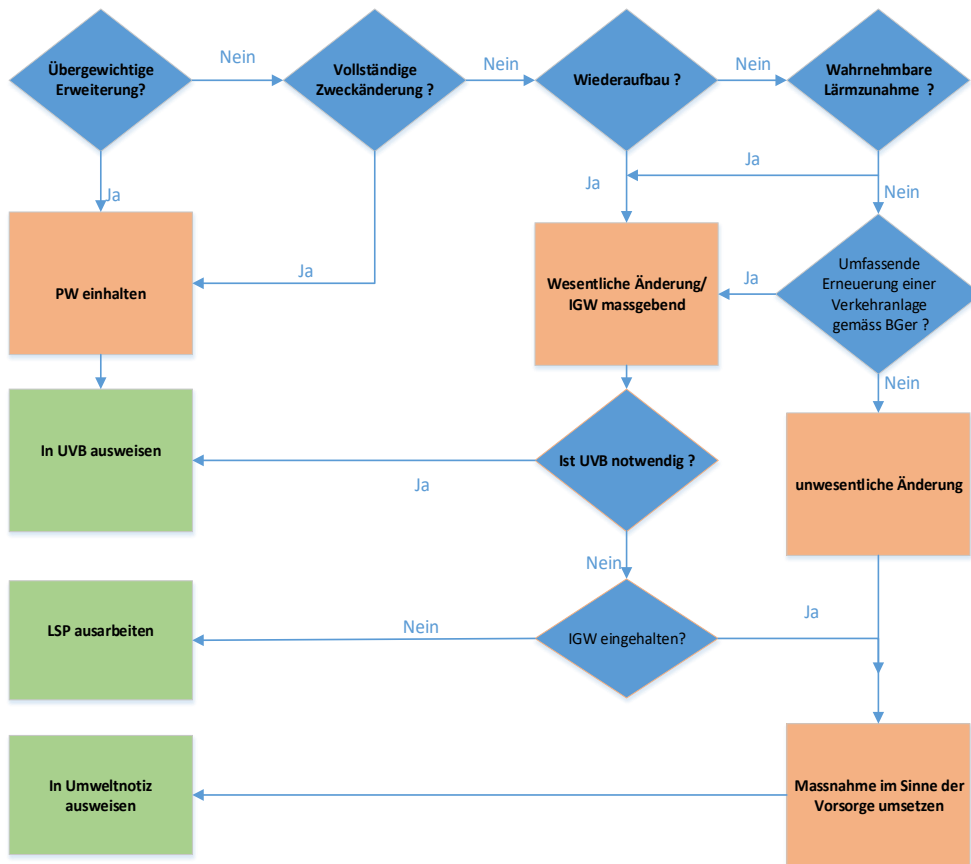 Übergewichtige
Erweiterung?
Nein
Vollständige
Zweckänderung ?
Nein
Wiederaufbau ?
Nein
Wahrnehmbare
Lärmzunahme ?
Ja
Ja
Ja
Ja
Nein
PW einhalten
Wesentliche Änderung/
IGW massgebend
Ja
Umfassende
Erneuerung einer
Verkehranlage
gemäss BGer ?
Nein
In UVB ausweisen
Ja
Ist UVB notwendig ?
unwesentliche Änderung
Nein
LSP ausarbeiten
Nein
IGW eingehalten?
Ja
In Umweltnotiz
ausweisen
Massnahme im Sinne der
Vorsorge umsetzen